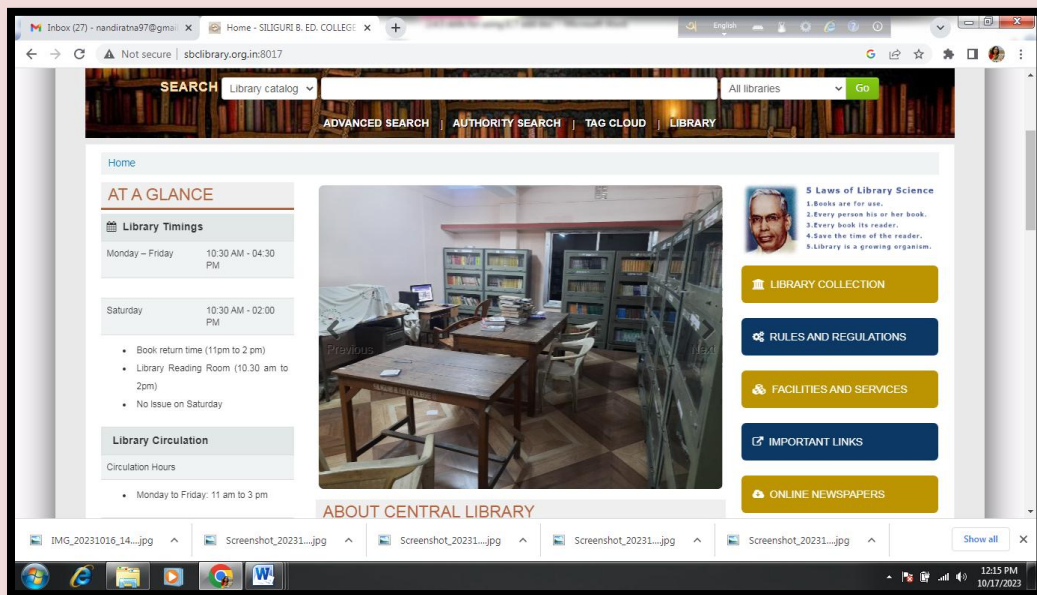 Inbox (27) - nandiratna97@gmail
Home - SILIGURI B. ED. COLLEGE
English
Not secure | sbclibrary.org.in:8017
SEARCH Library catalog All libraries Go
ADVANCED SEARCH | AUTHORITY SEARCH | TAG CLOUD | LIBRARY
Home
AT A GLANCE
Library Timings
Monday – Friday 10:30 AM - 04:30
PM
Saturday 10:30 AM - 02:00
PM
• Book return time (11pm to 2 pm)
• Library Reading Room (10.30 am to
2pm)
• No Issue on Saturday
Library Circulation
Circulation Hours
• Monday to Friday: 11 am to 3 pm
Previous
Next
ABOUT CENTRAL LIBRARY
5 Laws of Library Science
1.Books are for use.
2.Every person his or her book.
3.Every book its reader.
4.Save the time of the reader.
5.Library is a growing organism.
LIBRARY COLLECTION
RULES AND REGULATIONS
FACILITIES AND SERVICES
IMPORTANT LINKS
ONLINE NEWSPAPERS
IMG_20231016_14....jpg
Screenshot_20231....jpg
Screenshot_20231....jpg
Screenshot_20231....jpg
Screenshot_20231....jpg
Show all
12:15 PM
10/17/2023